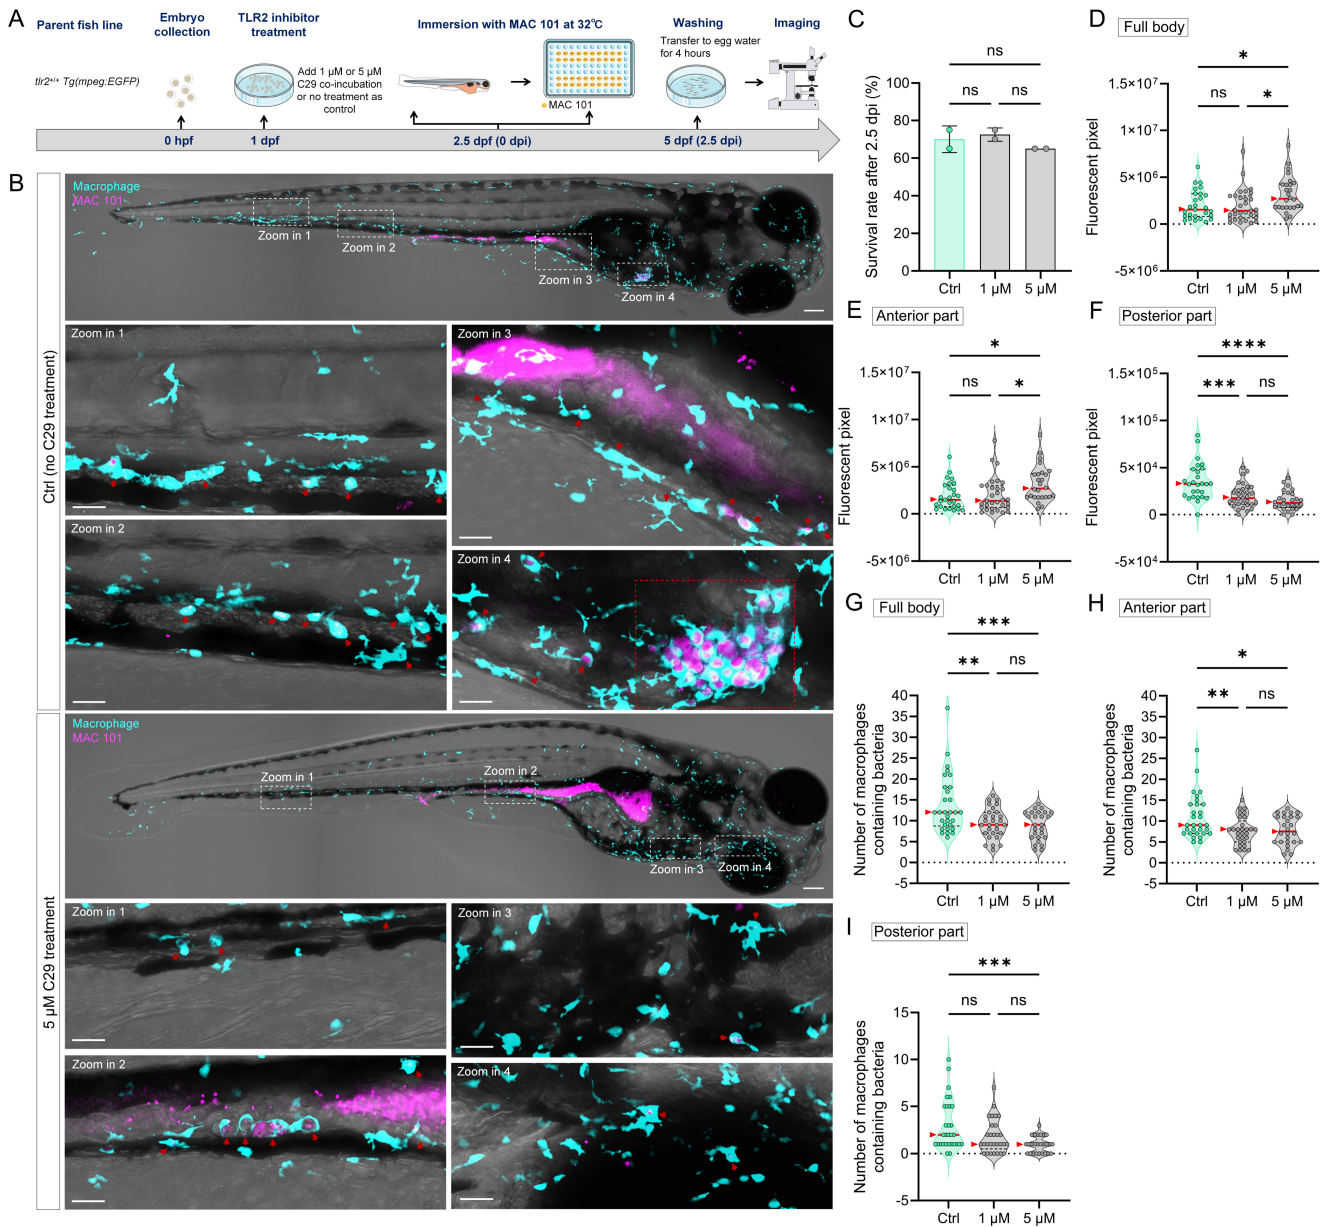 A
Parent fish line
Embryo
collection
TLR2 inhibitor
treatment
Immersion with MAC 101 at 32℃
Washing
Imaging
tlr2+/+ Tg(mpeg:EGFP)
Add 1 µM or 5 µM
C29 co-incubation
or no treatment as
control
MAC 101
Transfer to egg water
for 4 hours
0 hpf
1 dpf
2.5 dpf (0 dpi)
5 dpf (2.5 dpi)
B
Ctrl (no C29 treatment)
Macrophage
MAC 101
Zoom in 1
Zoom in 2
Zoom in 3
Zoom in 4
Zoom in 1
Zoom in 3
Zoom in 2
Zoom in 4
5 µM C29 treatment
Macrophage
MAC 101
Zoom in 1
Zoom in 2
Zoom in 3
Zoom in 4
Zoom in 1
Zoom in 3
Zoom in 2
Zoom in 4
C
Survival rate after 2.5 dpi (%)
ns
ns
ns
100
80
60
40
20
0
Ctrl
1 µM
5 µM
D
Full body
Fluorescent pixel
*
ns
*
1.5×10⁷
1×10⁷
5×10⁶
0
-5×10⁶
Ctrl
1 µM
5 µM
E
Anterior part
Fluorescent pixel
*
ns
*
1.5×10⁷
1×10⁷
5×10⁶
0
-5×10⁶
Ctrl
1 µM
5 µM
F
Posterior part
Fluorescent pixel
****
***
ns
1.5×10⁵
1×10⁵
5×10⁴
0
-5×10⁴
Ctrl
1 µM
5 µM
G
Full body
Number of macrophages
containing bacteria
***
**
ns
40
35
30
25
20
15
10
5
0
-5
Ctrl
1 µM
5 µM
H
Anterior part
Number of macrophages
containing bacteria
*
**
ns
40
35
30
25
20
15
10
5
0
-5
Ctrl
1 µM
5 µM
I
Posterior part
Number of macrophages
containing bacteria
***
ns
ns
15
10
5
0
-5
Ctrl
1 µM
5 µM